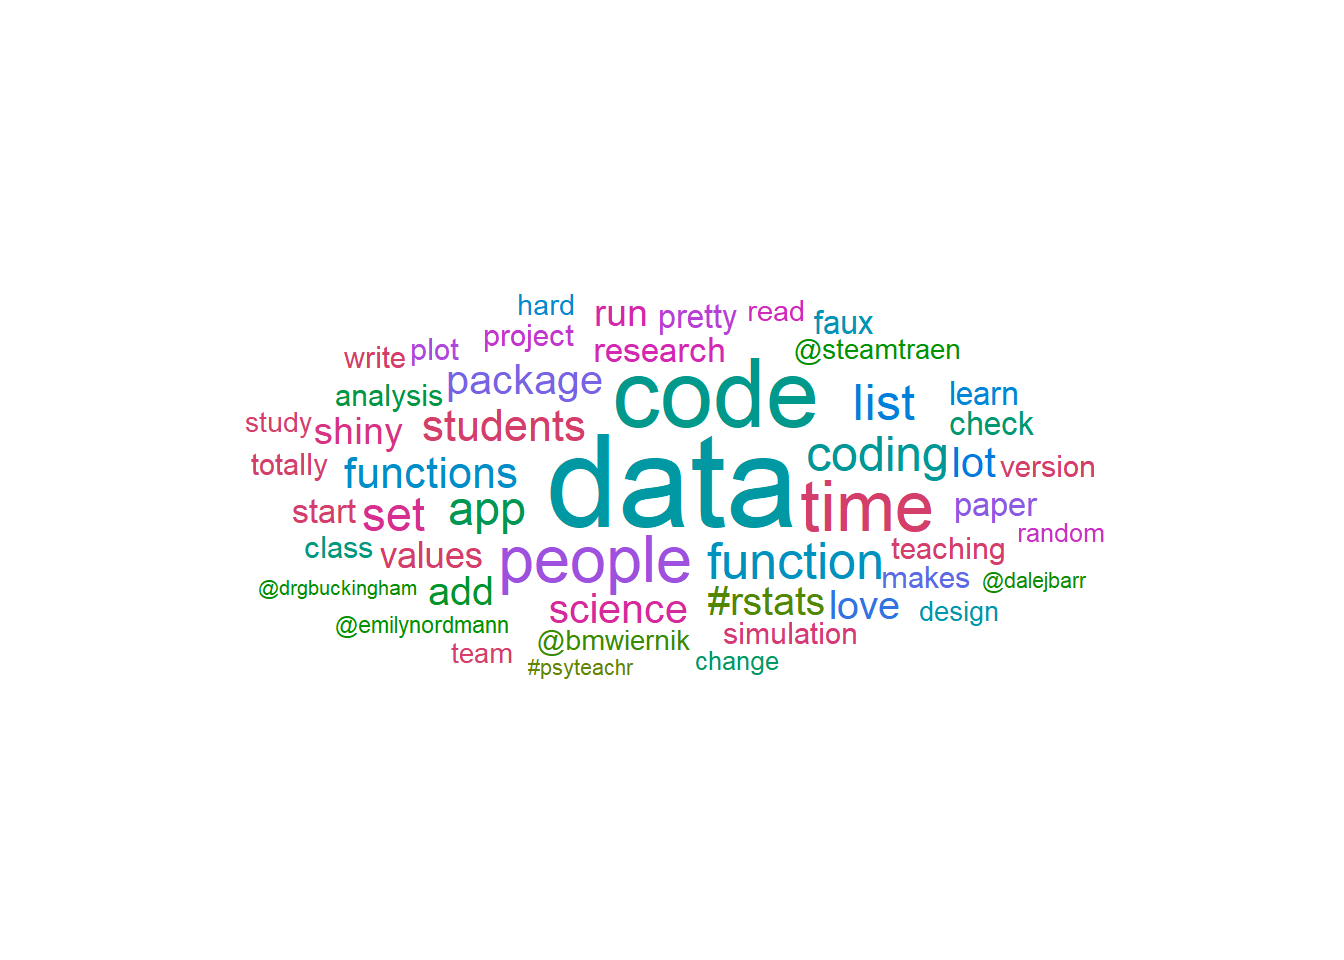 hard run pretty read faux
write plot project research @steamtraen
analysis package code list learn
study shiny students check
totally functions data coding lot version
start set app time paper
class values people function teaching random
@drgbuckingham add #rstats love makes @dalejbarr
@emilynordmann science simulation design
team @bmwiernik change
#psyteachr